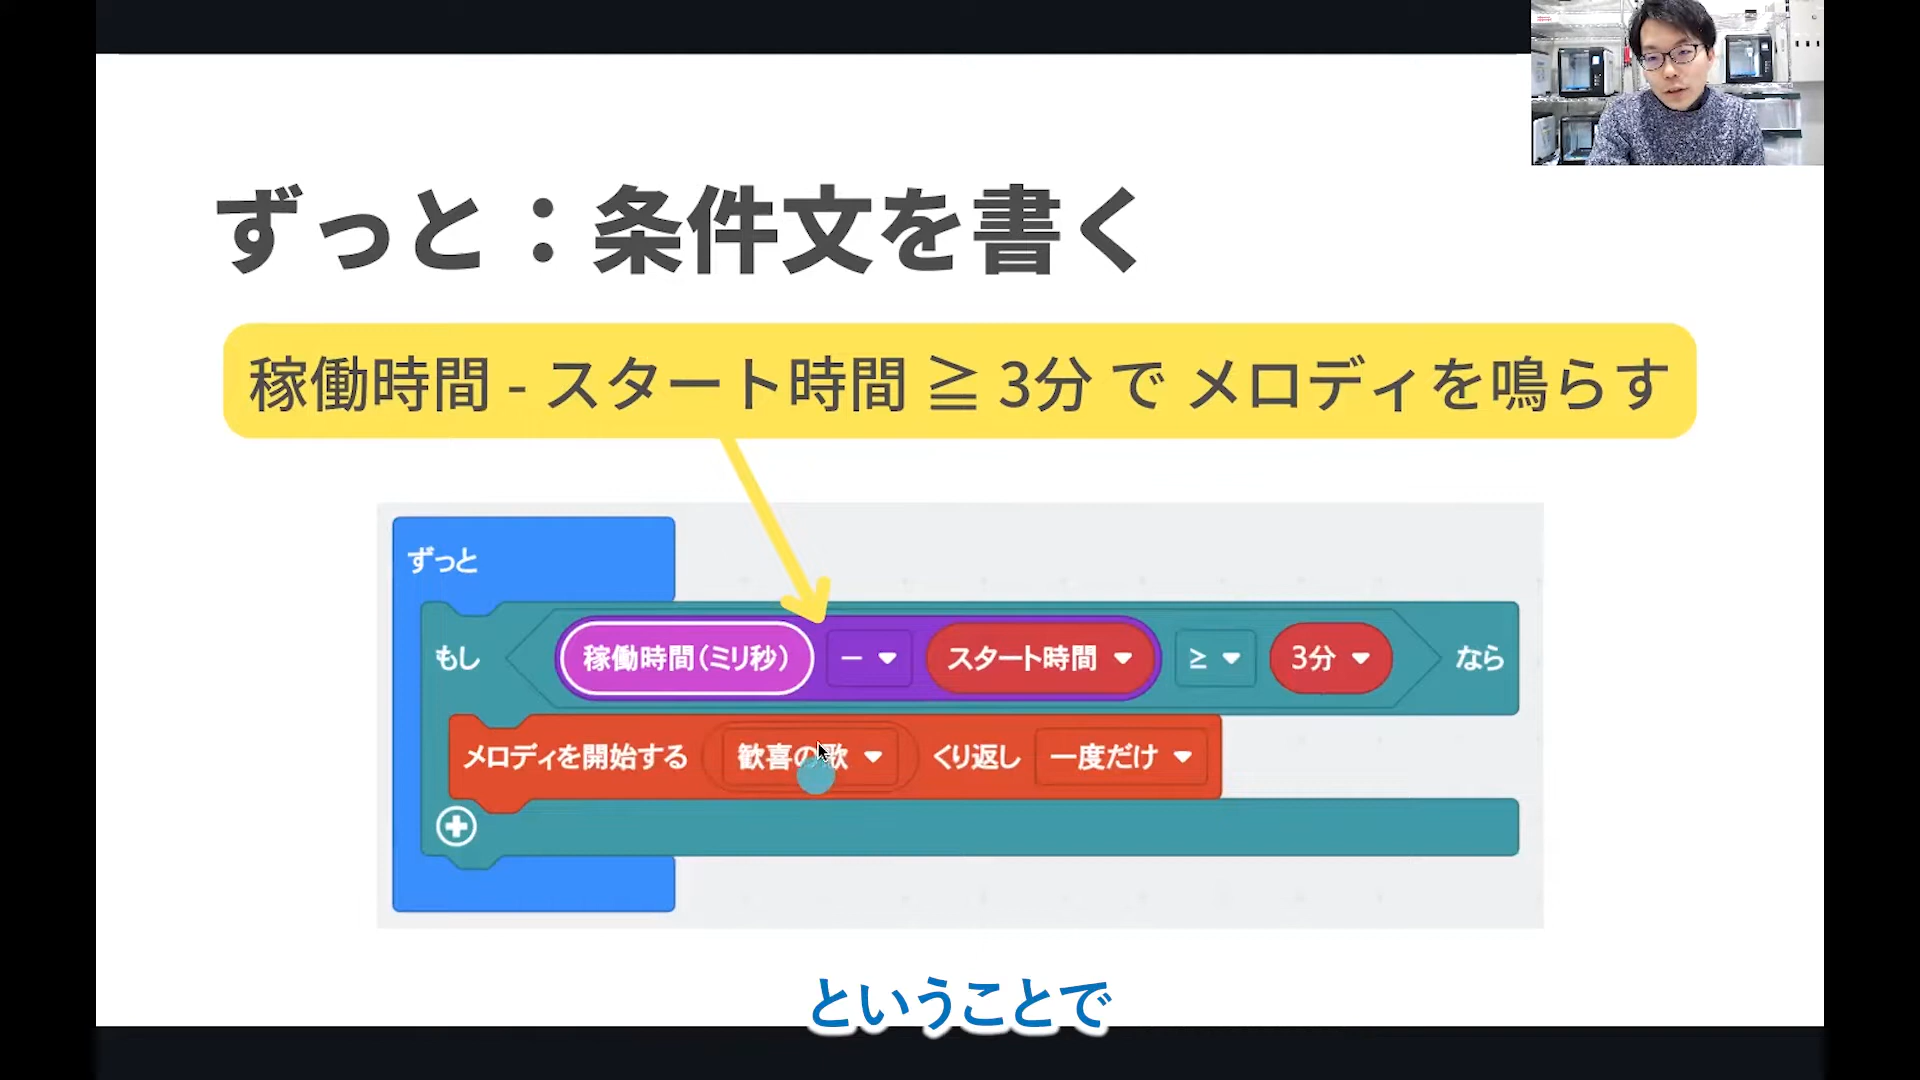 ずっと：条件文を書く
稼働時間 - スタート時間 ≧ 3分 で メロディを鳴らす
ずっと
もし 稼働時間（ミリ秒） － スタート時間 ≥ 3分 なら
メロディを開始する 歓喜の歌 くり返し 一度だけ
ということで